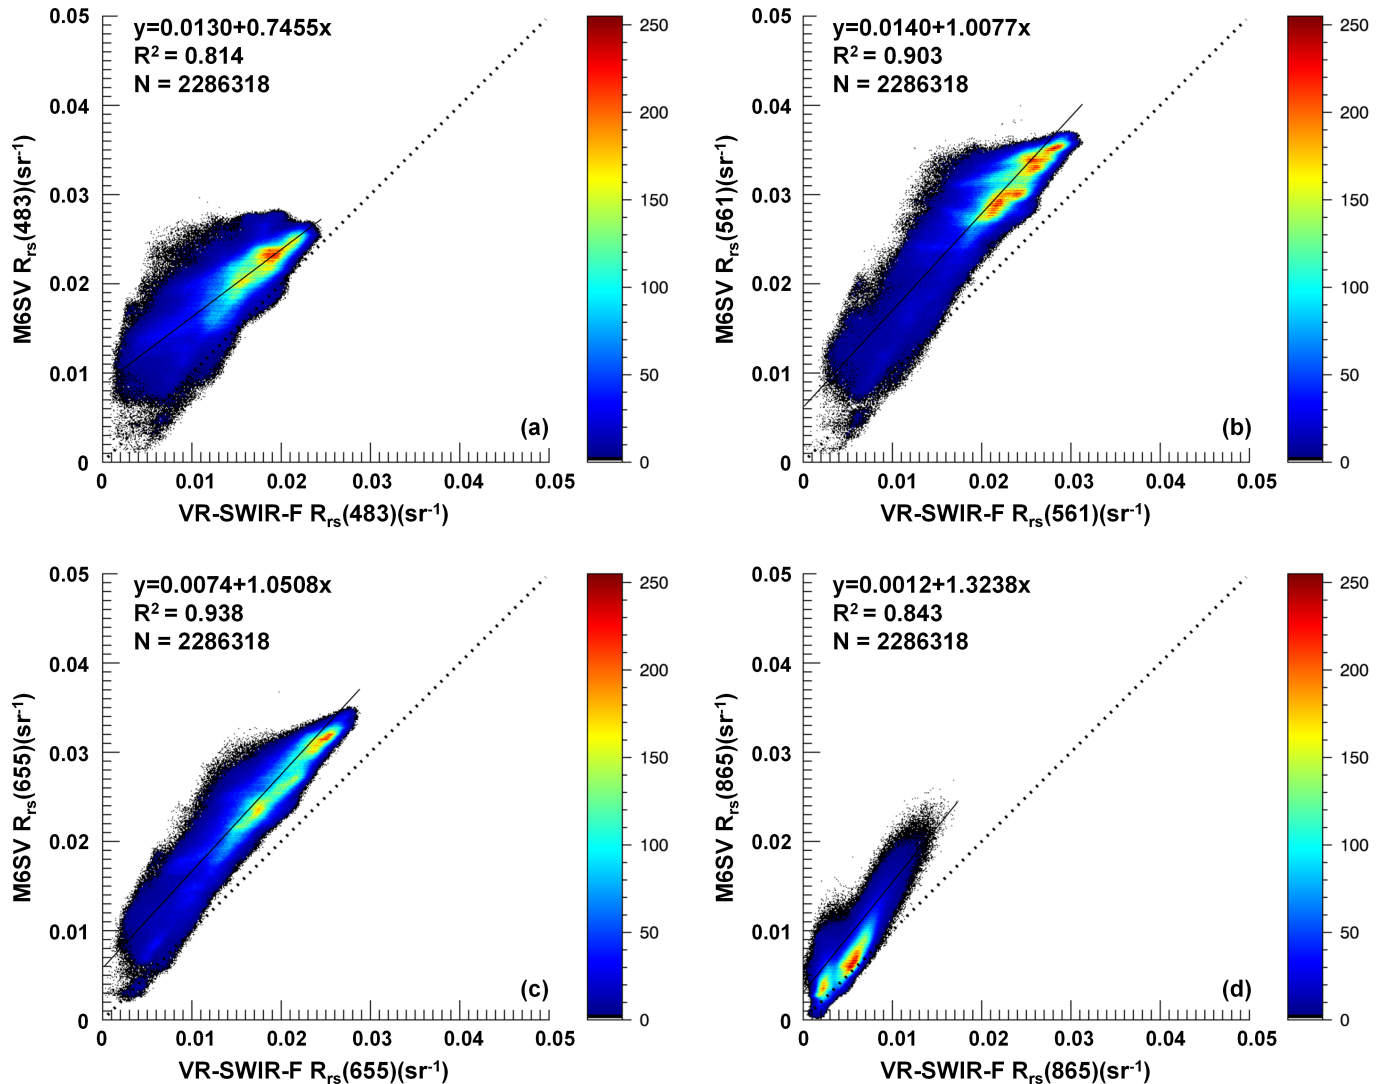 y=0.0130+0.7455x
R² = 0.814
N = 2286318
0.05
0.04
0.03
0.02
0.01
0
M6SV Rrs(483)(sr⁻¹)
(a)
0 0.01 0.02 0.03 0.04 0.05
VR-SWIR-F Rrs(483)(sr⁻¹)
250
200
150
100
50
0
y=0.0140+1.0077x
R² = 0.903
N = 2286318
0.05
0.04
0.03
0.02
0.01
0
M6SV Rrs(561)(sr⁻¹)
(b)
0 0.01 0.02 0.03 0.04 0.05
VR-SWIR-F Rrs(561)(sr⁻¹)
250
200
150
100
50
0
y=0.0074+1.0508x
R² = 0.938
N = 2286318
0.05
0.04
0.03
0.02
0.01
0
M6SV Rrs(655)(sr⁻¹)
(c)
0 0.01 0.02 0.03 0.04 0.05
VR-SWIR-F Rrs(655)(sr⁻¹)
250
200
150
100
50
0
y=0.0012+1.3238x
R² = 0.843
N = 2286318
0.05
0.04
0.03
0.02
0.01
0
M6SV Rrs(865)(sr⁻¹)
(d)
0 0.01 0.02 0.03 0.04 0.05
VR-SWIR-F Rrs(865)(sr⁻¹)
250
200
150
100
50
0